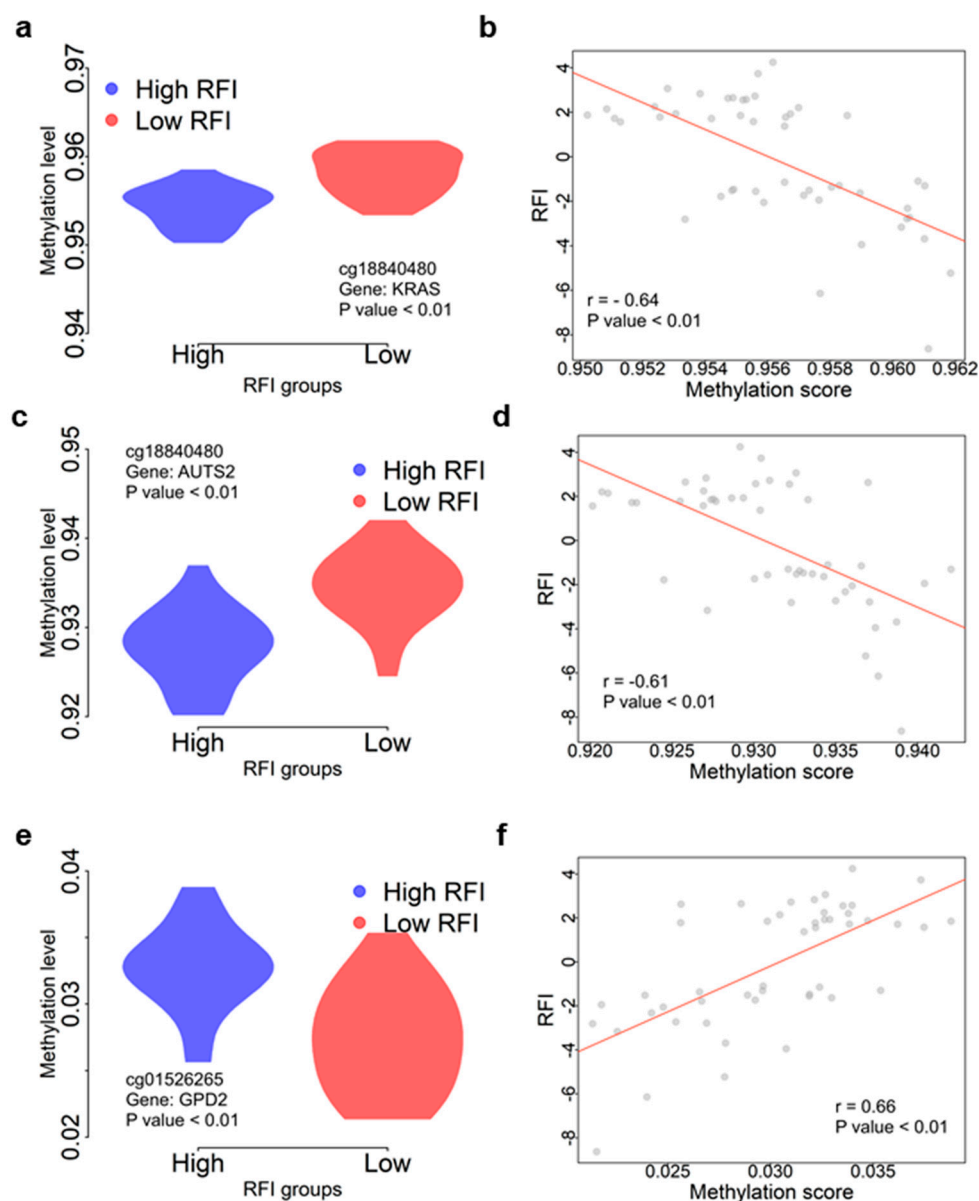 a
Methylation level
0.97
0.96
0.95
0.94
High RFI
Low RFI
cg18840480
Gene: KRAS
P value < 0.01
High
Low
RFI groups
b
RFI
4
2
0
-2
-4
-6
-8
r = - 0.64
P value < 0.01
0.950 0.952 0.954 0.956 0.958 0.960 0.962
Methylation score
c
Methylation level
0.95
0.94
0.93
0.92
cg18840480
Gene: AUTS2
P value < 0.01
High RFI
Low RFI
High
Low
RFI groups
d
RFI
4
2
0
-2
-4
-6
-8
r = -0.61
P value < 0.01
0.920 0.925 0.930 0.935 0.940
Methylation score
e
Methylation level
0.04
0.03
0.02
High RFI
Low RFI
cg01526265
Gene: GPD2
P value < 0.01
High
Low
RFI groups
f
RFI
4
2
0
-2
-4
-6
-8
r = 0.66
P value < 0.01
0.025 0.030 0.035
Methylation score